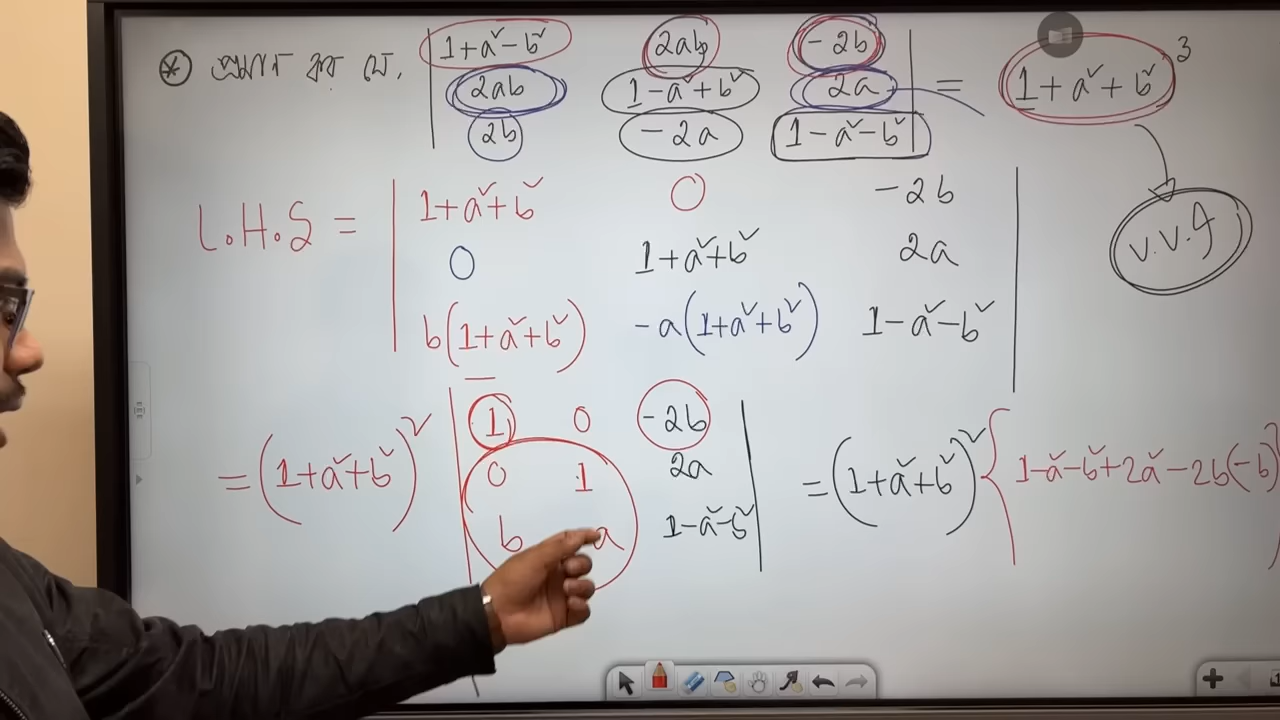 ⊛ প্রমাণ কর যে, | 1+a²-b² 2ab -2b | = (1+a²+b²)³
| 2ab 1-a²+b² 2a |
| 2b -2a 1-a²-b² |
L.H.S = | 1+a²+b² 0 -2b |
| 0 1+a²+b² 2a |
| b(1+a²+b²) -a(1+a²+b²) 1-a²-b² |
v.v.I
= (1+a²+b²)² | 1 0 -2b | = (1+a²+b²)² { 1-a²-b²+2a²-2b(-b) }
| 0 1 2a |
| b a 1-a²-b² |